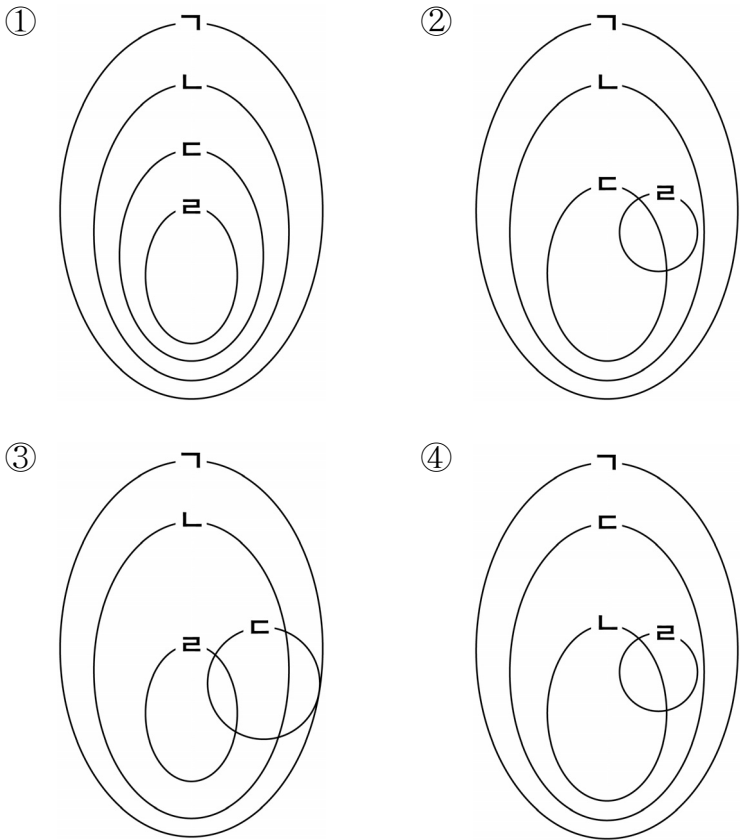 ① ㄱ ② ㄱ
ㄴ ㄴ
ㄷ ㄷ ㄹ
ㄹ
③ ㄱ ④ ㄱ
ㄴ ㄷ
ㄷ ㄴ ㄹ
ㄹ